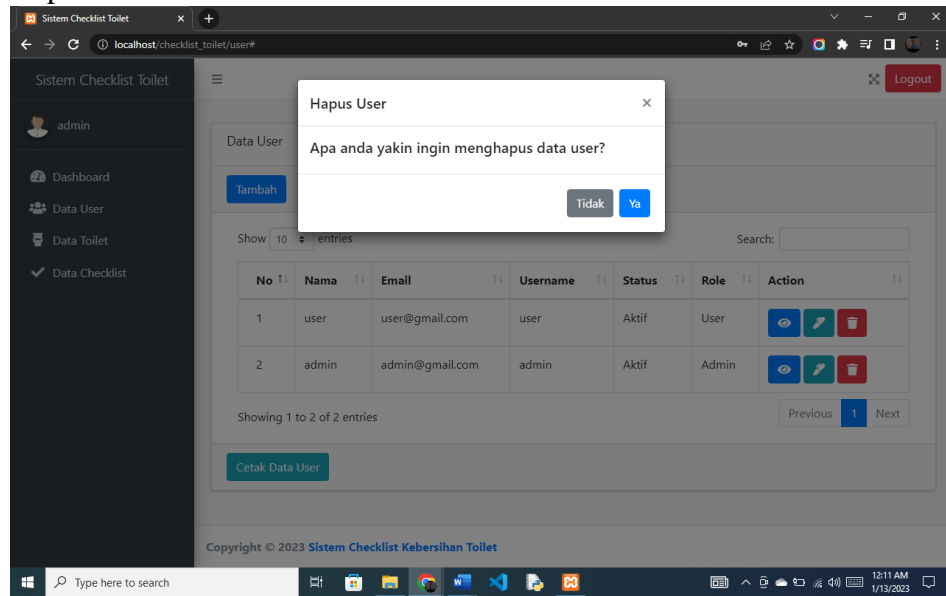 Sistem Checklist Toilet
localhost/checklist_toilet/user#
Sistem Checklist Toilet
Logout
admin
Dashboard
Data User
Data Toilet
Data Checklist
Hapus User
Apa anda yakin ingin menghapus data user?
Tidak Ya
Data User
Tambah
Show 10 entries Search:
No Nama Email Username Status Role Action
1 user user@gmail.com user Aktif User
2 admin admin@gmail.com admin Aktif Admin
Showing 1 to 2 of 2 entries Previous 1 Next
Cetak Data User
Copyright © 2023 Sistem Checklist Kebersihan Toilet
Type here to search
12:11 AM
1/13/2023